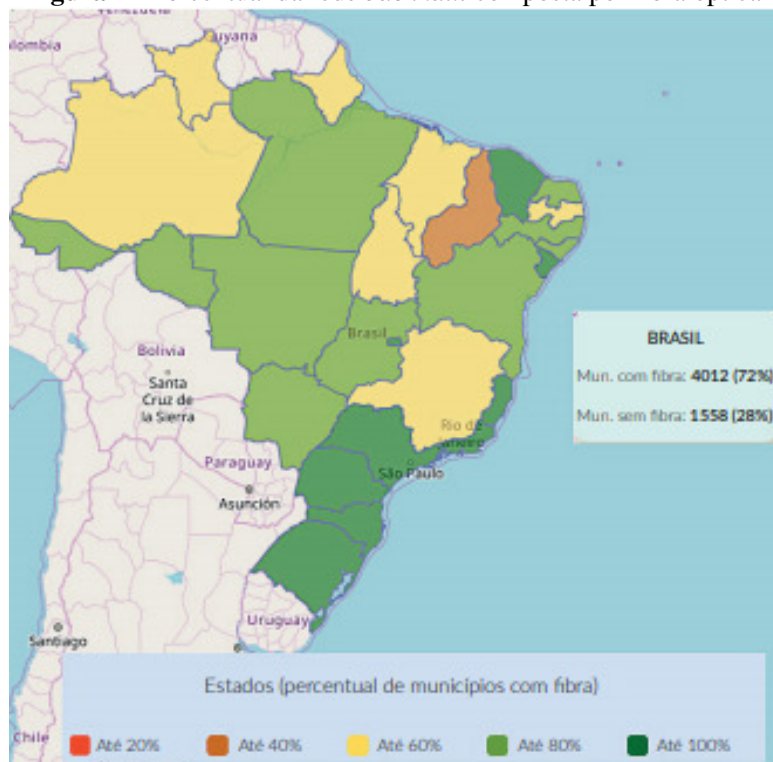 Venezuela
Guyana
olombia
Brasil
Bolivia
Santa
Cruz de
la Sierra
BRASIL
Mun. com fibra: 4012 (72%)
Mun. sem fibra: 1558 (28%)
Rio de
Janeiro
São Paulo
Paraguay
Asunción
Uruguay
Santiago
Chile
Estados (percentual de municípios com fibra)
Até 20%
Até 40%
Até 60%
Até 80%
Até 100%